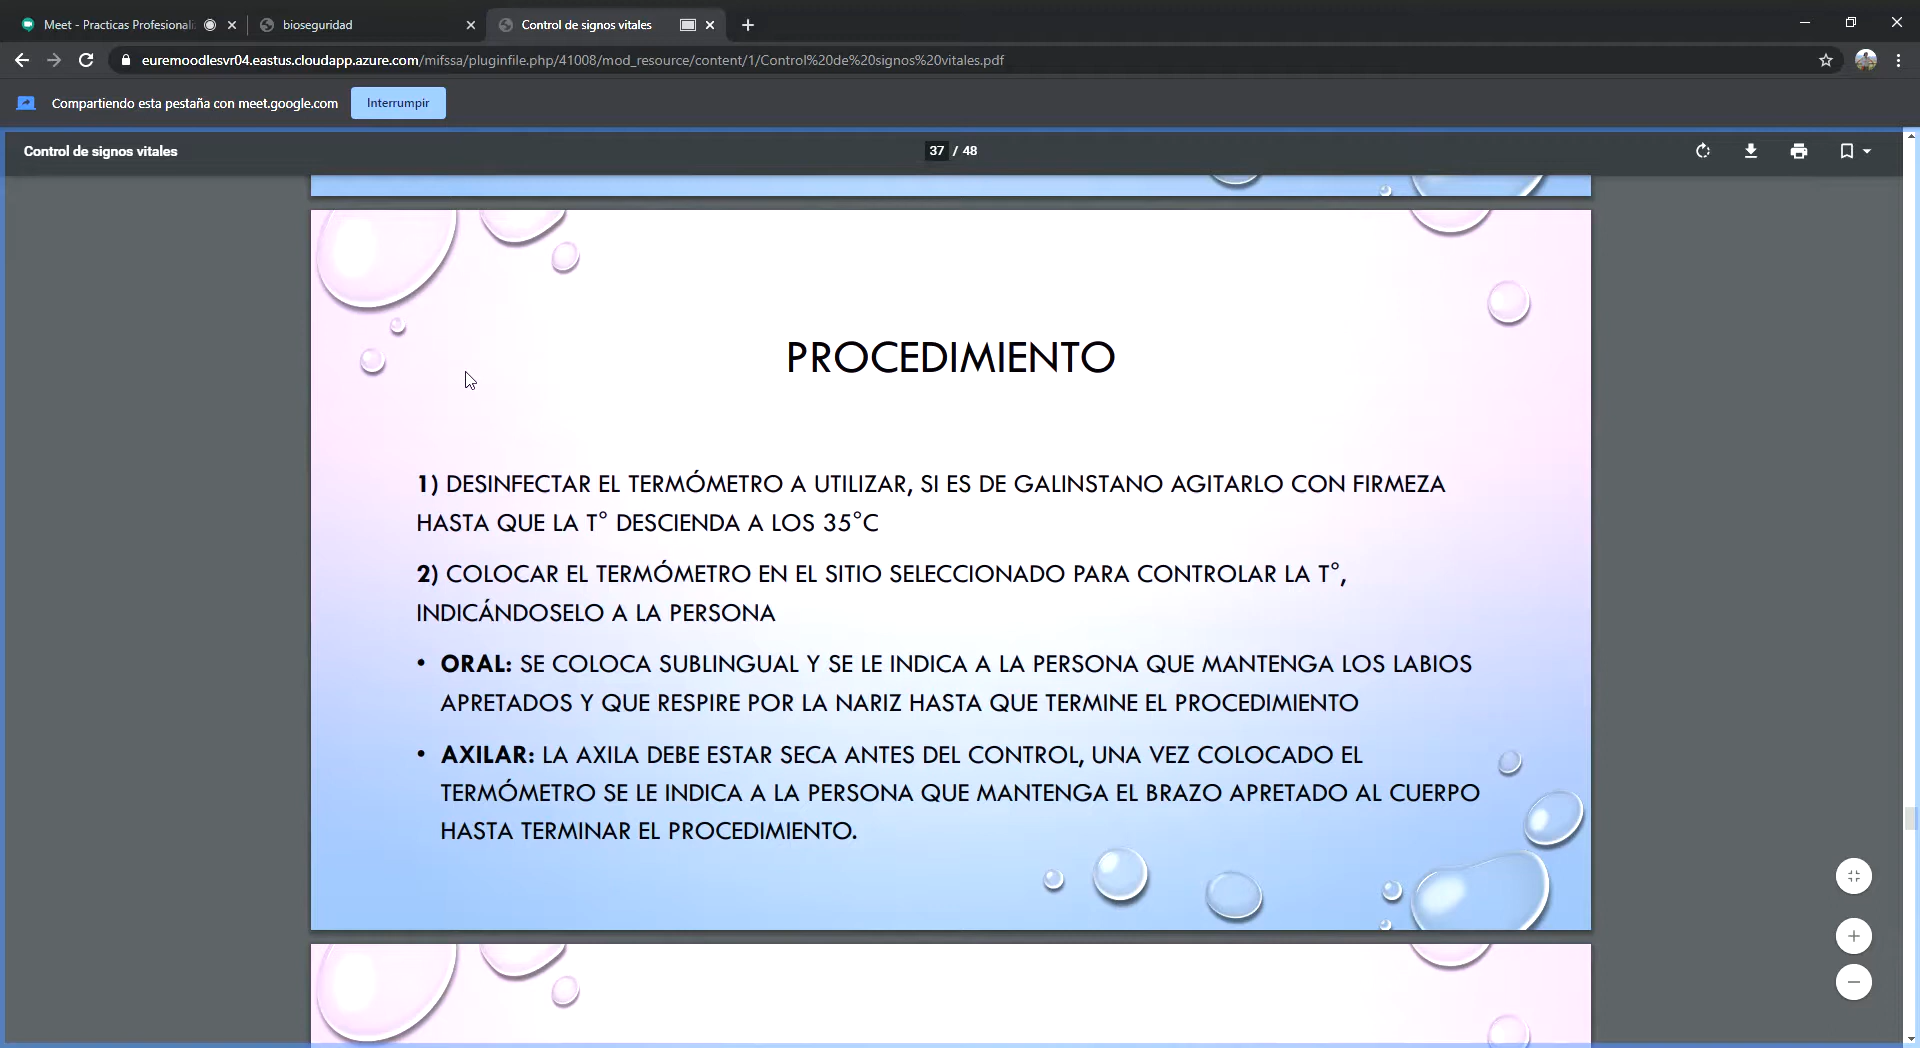 Meet - Practicas Profesionali
bioseguridad
Control de signos vitales
euremoodlesvr04.eastus.cloudapp.azure.com/mifssa/pluginfile.php/41008/mod_resource/content/1/Control%20de%20signos%20vitales.pdf
Compartiendo esta pestaña con meet.google.com
Interrumpir
Control de signos vitales
37 / 48
PROCEDIMIENTO
1) DESINFECTAR EL TERMÓMETRO A UTILIZAR, SI ES DE GALINSTANO AGITARLO CON FIRMEZA
HASTA QUE LA T° DESCIENDA A LOS 35°C
2) COLOCAR EL TERMÓMETRO EN EL SITIO SELECCIONADO PARA CONTROLAR LA T°,
INDICÁNDOSELO A LA PERSONA
• ORAL: SE COLOCA SUBLINGUAL Y SE LE INDICA A LA PERSONA QUE MANTENGA LOS LABIOS
APRETADOS Y QUE RESPIRE POR LA NARIZ HASTA QUE TERMINE EL PROCEDIMIENTO
• AXILAR: LA AXILA DEBE ESTAR SECA ANTES DEL CONTROL, UNA VEZ COLOCADO EL
TERMÓMETRO SE LE INDICA A LA PERSONA QUE MANTENGA EL BRAZO APRETADO AL CUERPO
HASTA TERMINAR EL PROCEDIMIENTO.